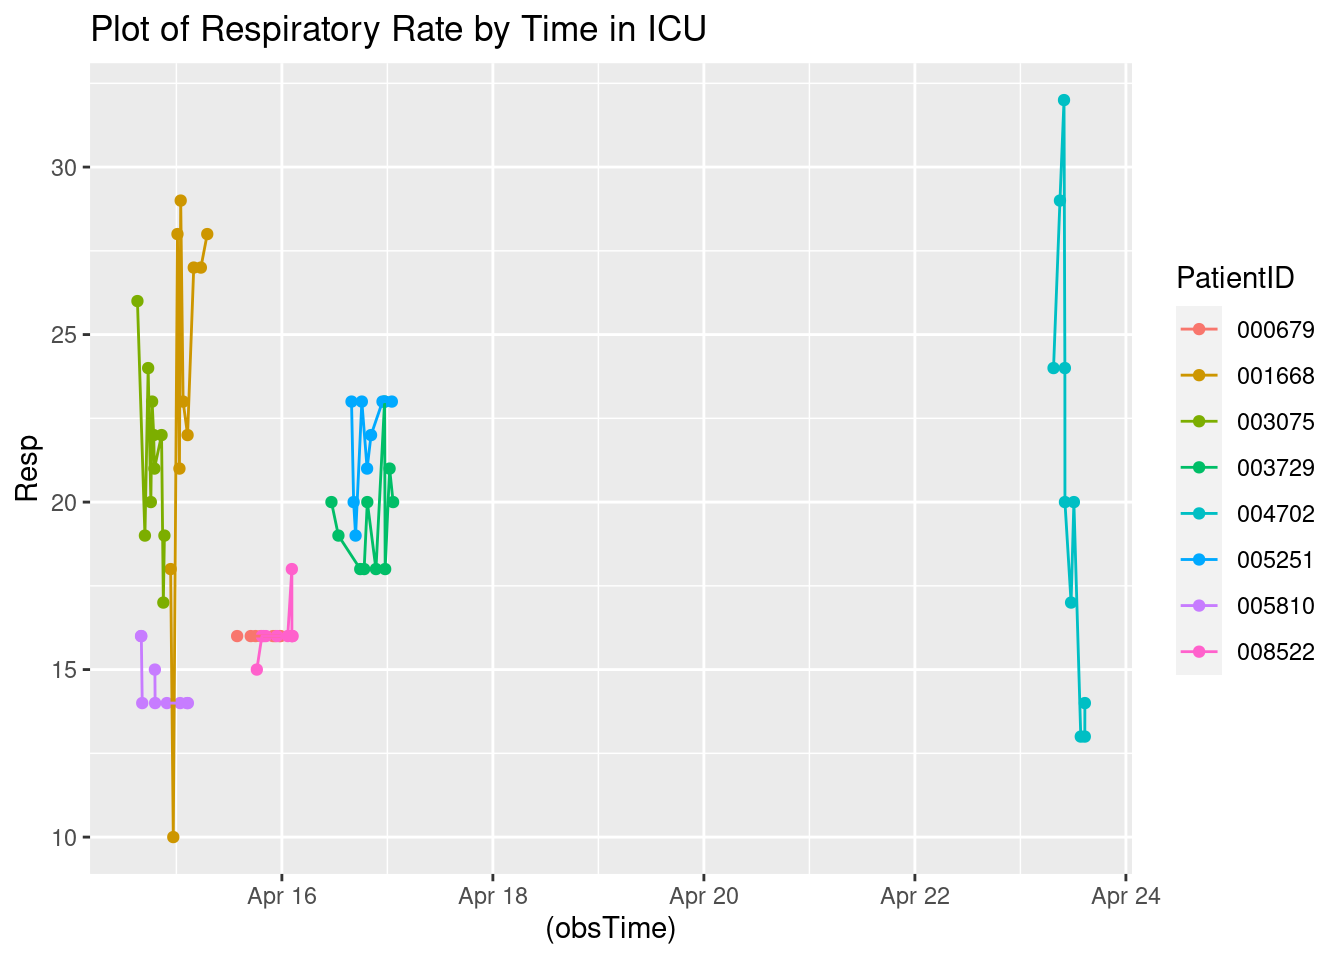 Plot of Respiratory Rate by Time in ICU
Resp
30
25
20
15
10
Apr 16
Apr 18
Apr 20
Apr 22
Apr 24
(obsTime)
PatientID
000679
001668
003075
003729
004702
005251
005810
008522